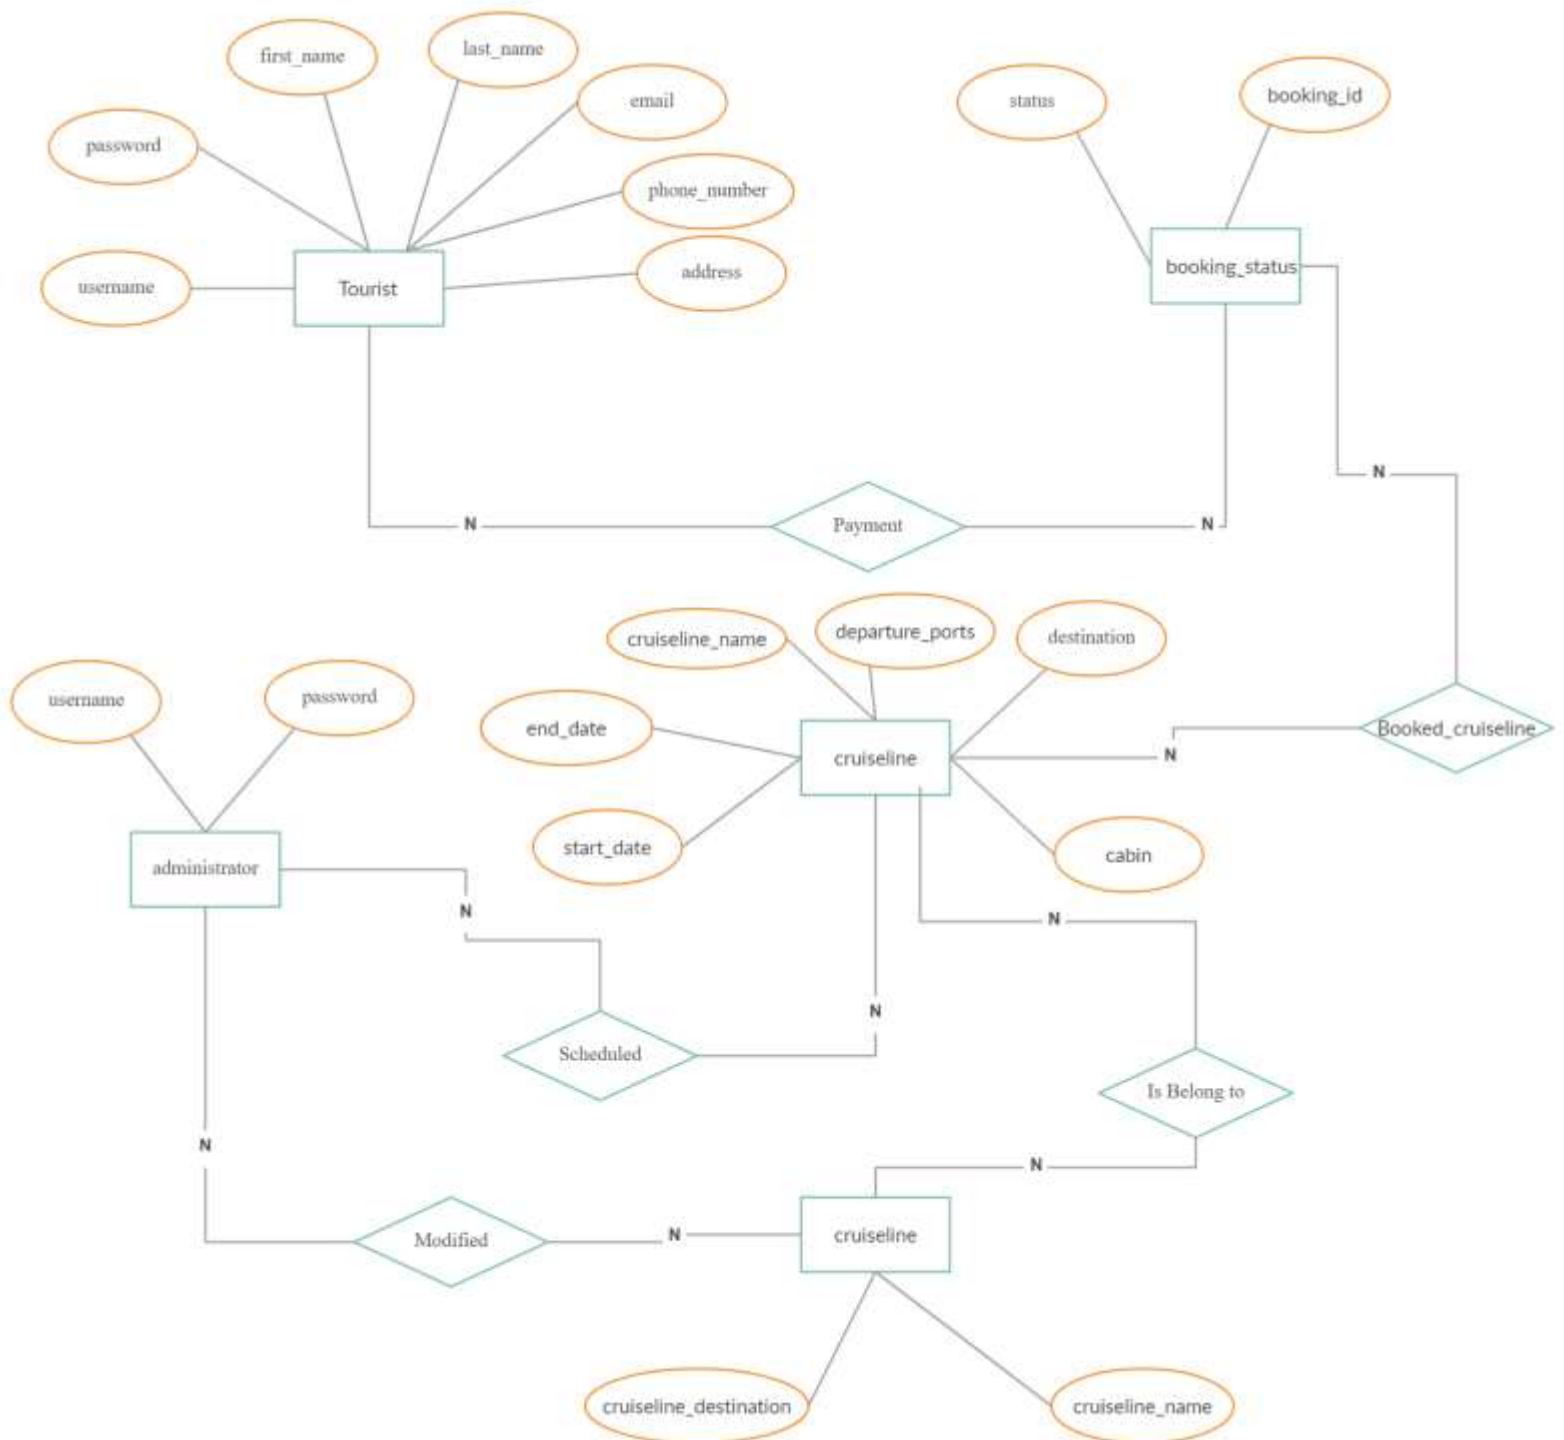 last_name
first_name
email
status
booking_id
password
phone_number
address
username
Tourist
booking_status
N
N
Payment
N
cruiseline_name
departure_ports
destination
username
password
end_date
cruiseline
N
Booked_cruiseline
start_date
cabin
administrator
N
N
N
Scheduled
Is Belong to
N
N
Modified
N
cruiseline
cruiseline_destination
cruiseline_name